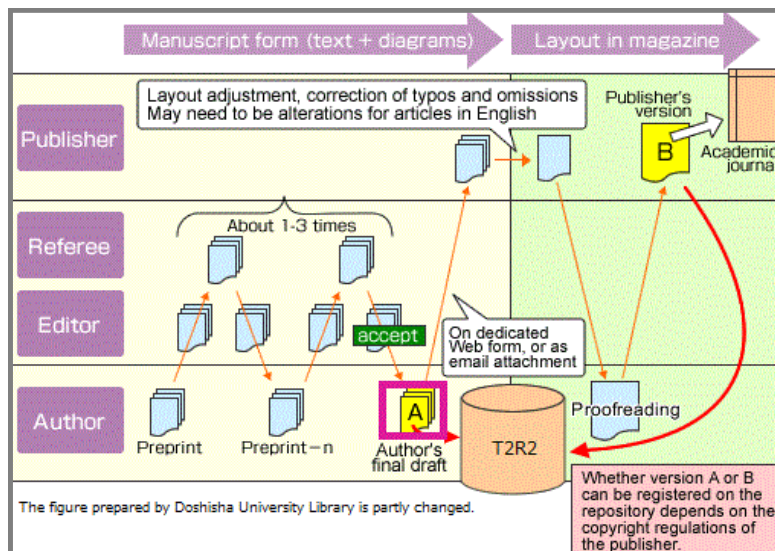 Manuscript form (text + diagrams)
Layout in magazine
Publisher
Layout adjustment, correction of typos and omissions
May need to be alterations for articles in English
Publisher's
version
B
Academic
journa
Referee
About 1-3 times
Editor
accept
On dedicated
Web form, or as
email attachment
Author
Preprint
Preprint-n
A
Author's
final draft
T2R2
Proofreading
Whether version A or B
can be registered on the
repository depends on the
copyright regulations of
the publisher.
The figure prepared by Doshisha University Library is partly changed.